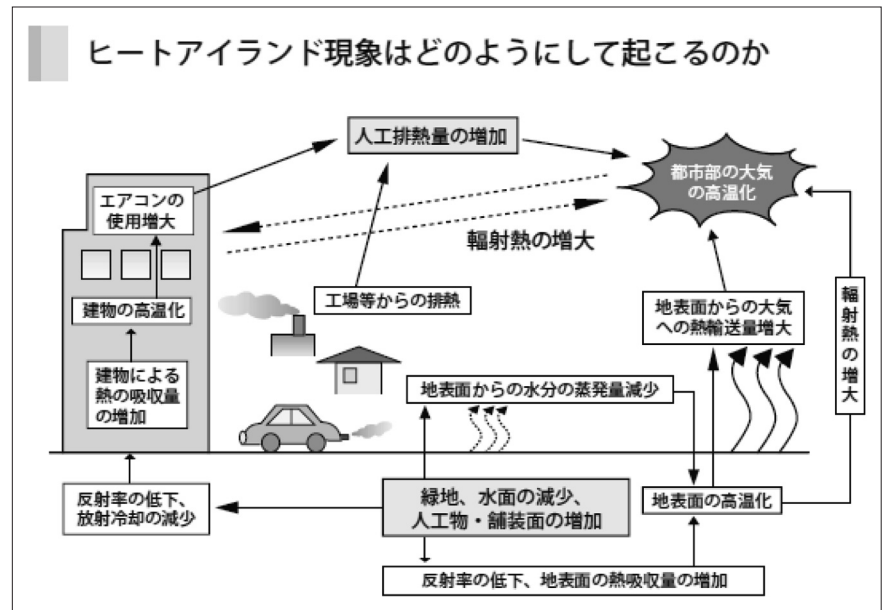 ヒートアイランド現象はどのようにして起こるのか
人工排熱量の増加
都市部の大気
の高温化
エアコンの
使用増大
輻射熱の増大
建物の高温化
工場等からの排熱
地表面からの大気
への熱輸送量増大
輻射熱の増大
建物による
熱の吸収量
の増加
地表面からの水分の蒸発量減少
反射率の低下、
放射冷却の減少
緑地、水面の減少、
人工物・舗装面の増加
地表面の高温化
反射率の低下、地表面の熱吸収量の増加